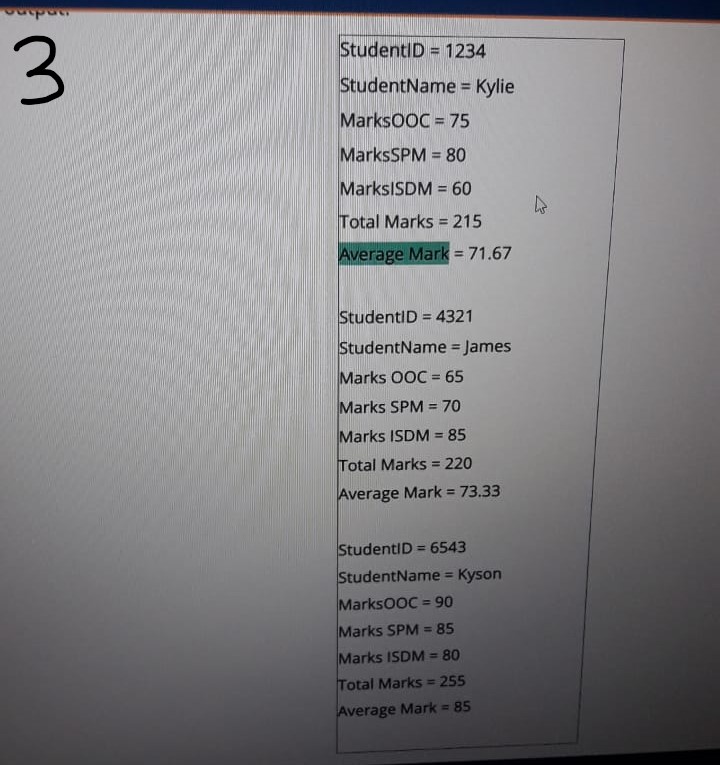 output:
3
StudentID = 1234
StudentName = Kylie
MarksOOC = 75
MarksSPM = 80
MarksISDM = 60
Total Marks = 215
Average Mark = 71.67
StudentID = 4321
StudentName = James
Marks OOC = 65
Marks SPM = 70
Marks ISDM = 85
Total Marks = 220
Average Mark = 73.33
StudentID = 6543
StudentName = Kyson
MarksOOC = 90
Marks SPM = 85
Marks ISDM = 80
Total Marks = 255
Average Mark = 85